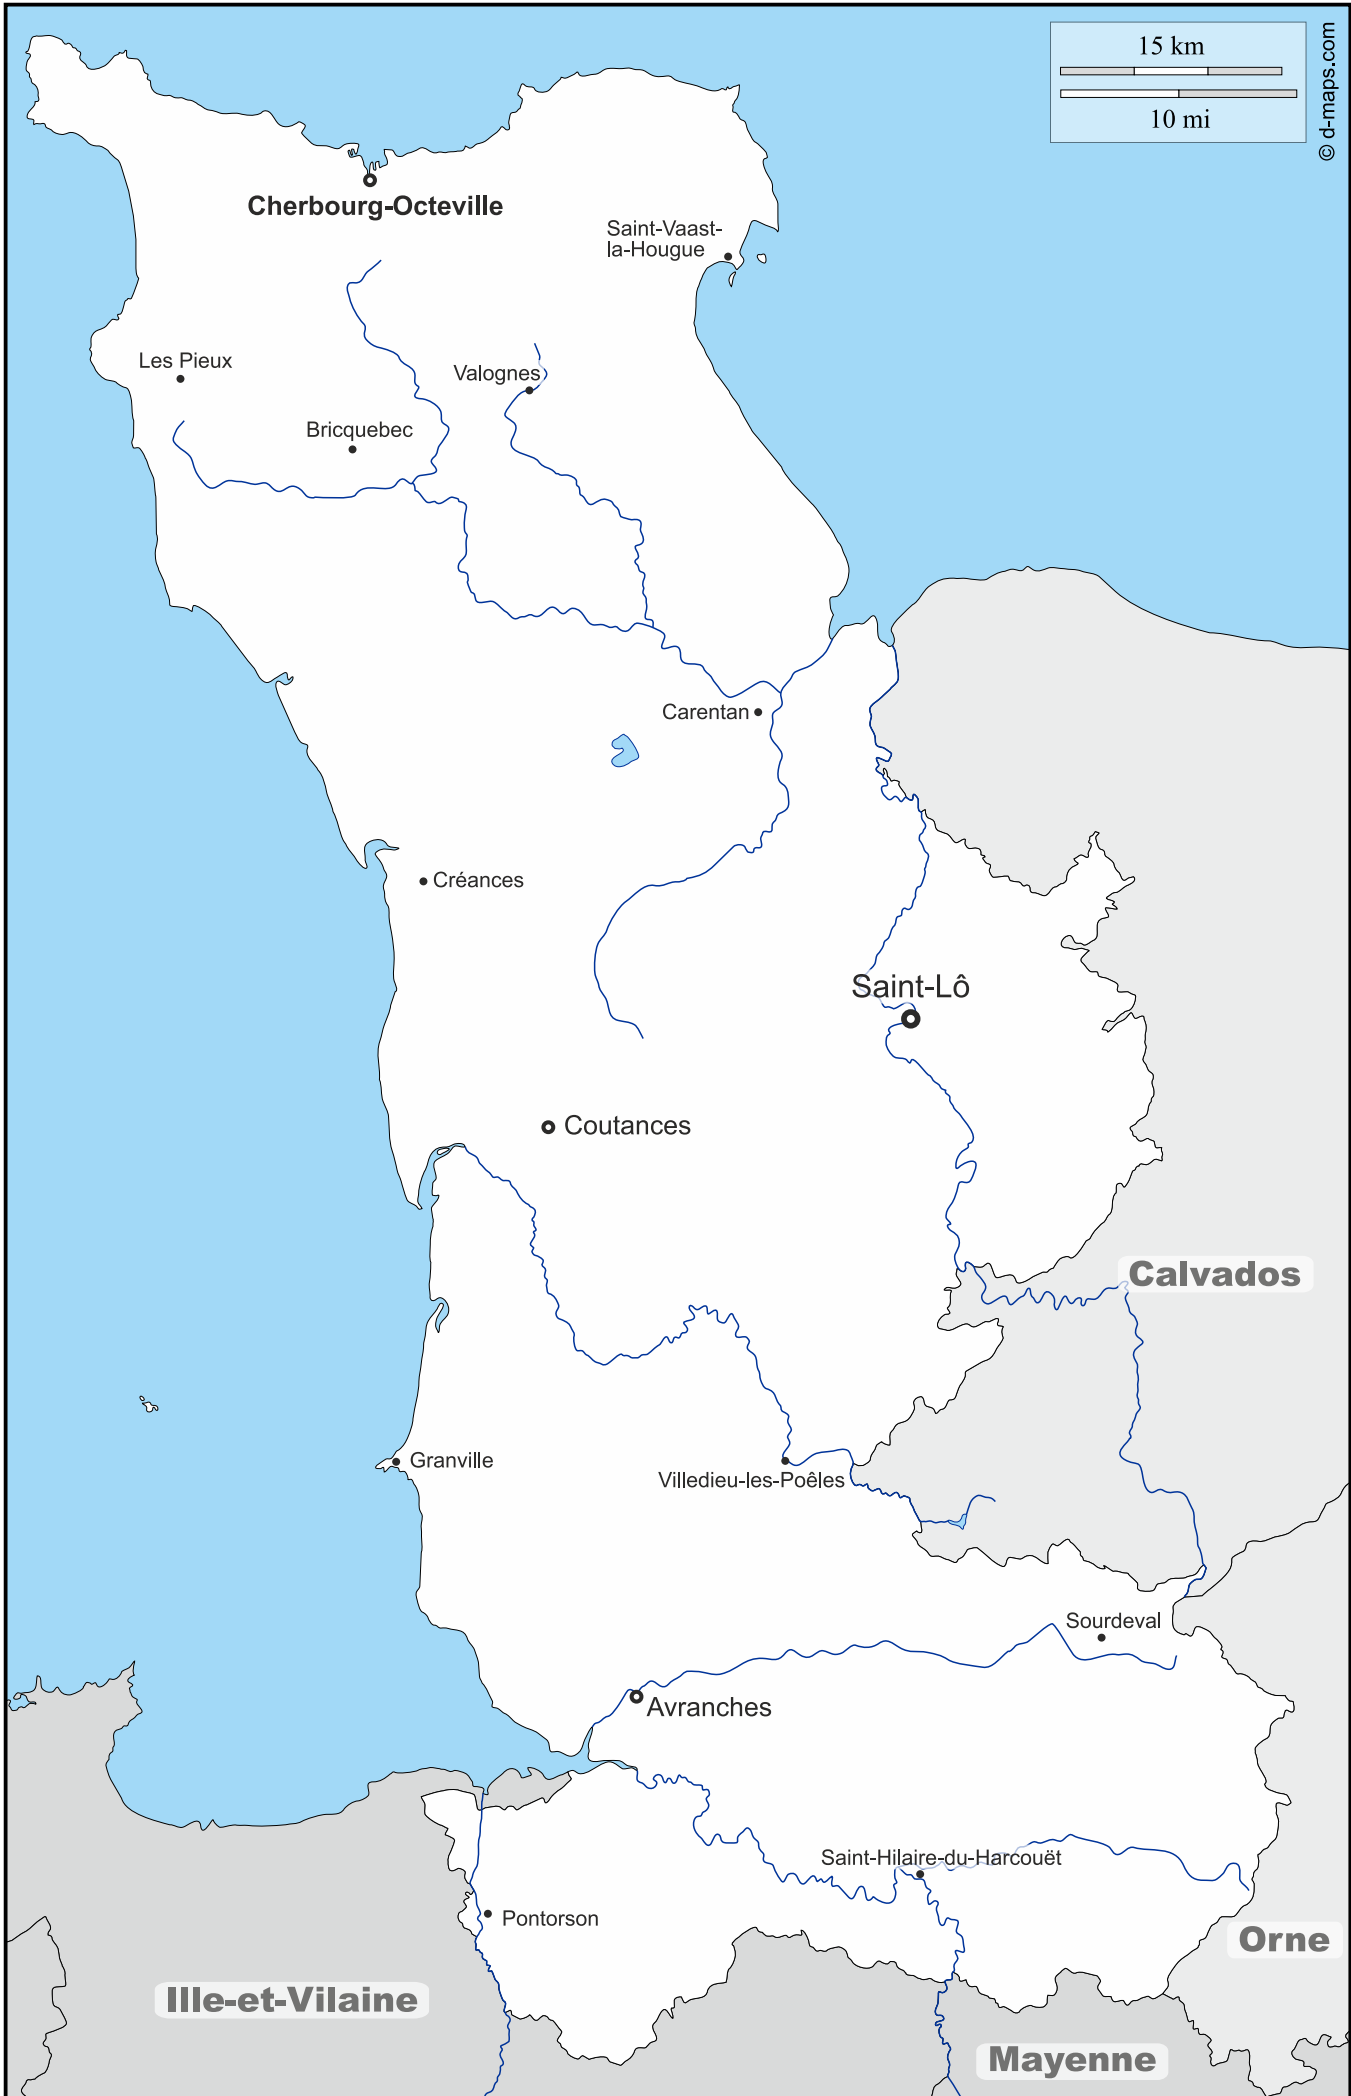 15 km
10 mi
© d-maps.com
Cherbourg-Octeville
Saint-Vaast-
la-Hougue
Les Pieux
Valognes
Bricquebec
Carentan
Créances
Saint-Lô
Coutances
Calvados
Granville
Villedieu-les-Poêles
Sourdeval
Avranches
Saint-Hilaire-du-Harcouët
Pontorson
Orne
Ille-et-Vilaine
Mayenne